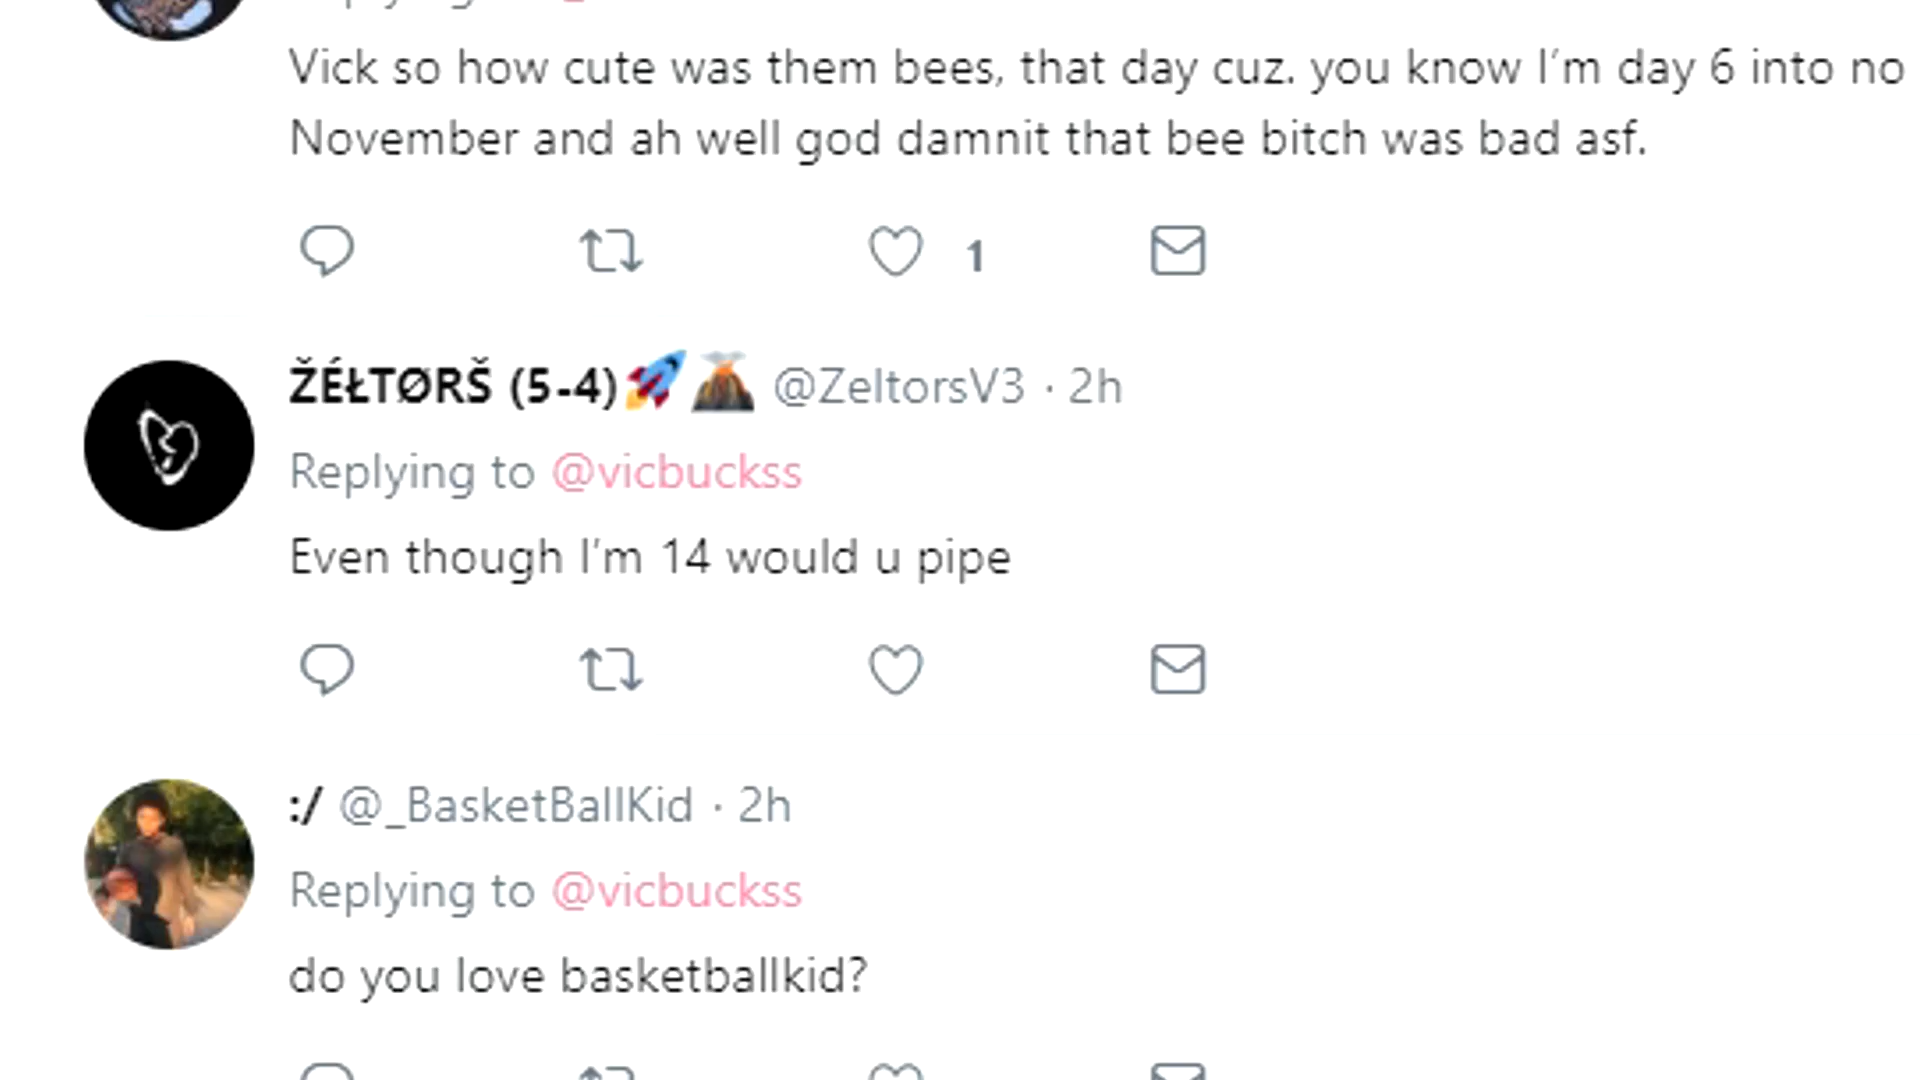 Vick so how cute was them bees, that day cuz. you know I'm day 6 into no
November and ah well god damnit that bee bitch was bad asf.
1
ŽÉŁTØRŠ (5-4)🚀🌋 @ZeltorsV3 · 2h
Replying to @vicbuckss
Even though I'm 14 would u pipe
:/ @_BasketBallKid · 2h
Replying to @vicbuckss
do you love basketballkid?